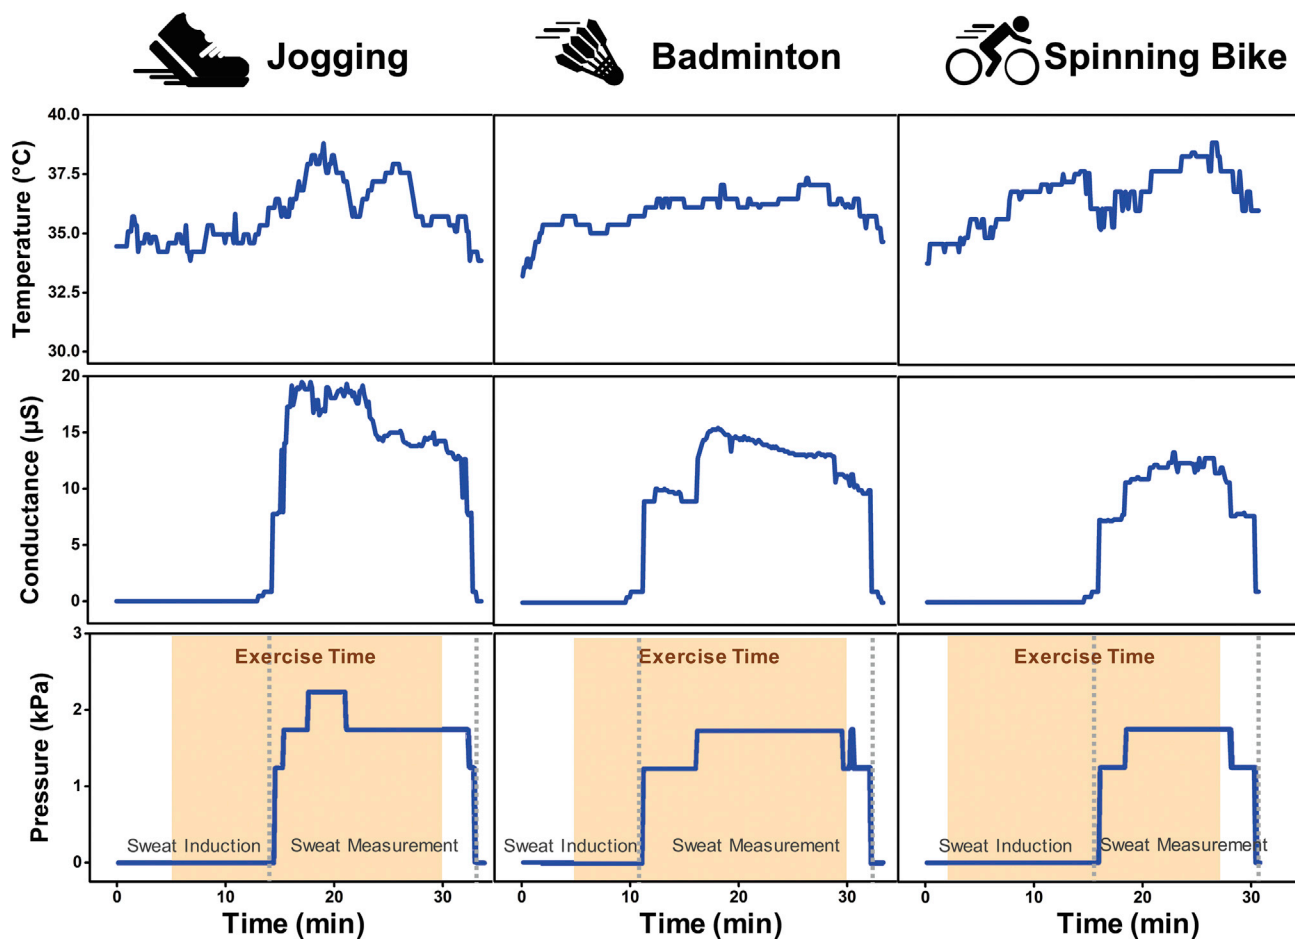 Jogging
Badminton
Spinning Bike
Temperature (°C)
40.0
37.5
35.0
32.5
30.0
Conductance (μS)
20
15
10
5
0
Pressure (kPa)
3
2
1
0
Exercise Time
Exercise Time
Exercise Time
Sweat Induction
Sweat Measurement
Sweat Induction
Sweat Measurement
Sweat Induction
Sweat Measurement
0 10 20 30
0 10 20 30
0 10 20 30
Time (min)
Time (min)
Time (min)